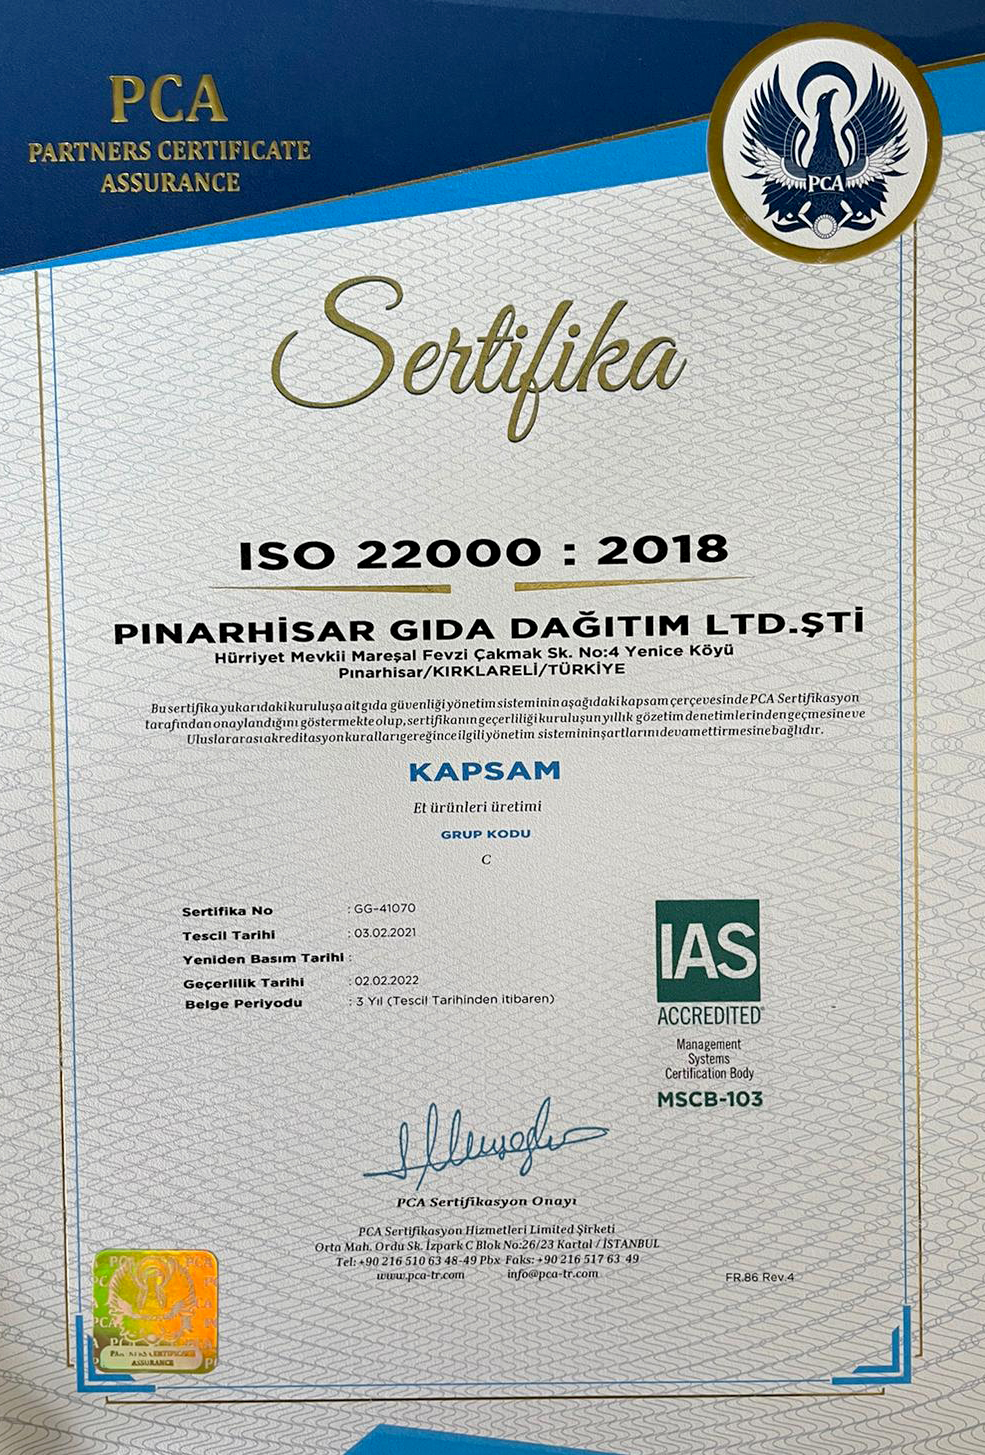 PCA
PARTNERS CERTIFICATE
ASSURANCE
PCA
Sertifika
ISO 22000 : 2018
PINARHİSAR GIDA DAĞITIM LTD.ŞTİ
Hürriyet Mevkii Mareşal Fevzi Çakmak Sk. No:4 Yenice Köyü
Pınarhisar/KIRKLARELİ/TÜRKİYE
Bu sertifika yukarıdaki kuruluşa ait gıda güvenliği yönetim sisteminin aşağıdaki kapsam çerçevesinde PCA Sertifikasyon
tarafından onaylandığını göstermekte olup, sertifikanın geçerliliği kuruluşun yıllık gözetim denetimlerinden geçmesine ve
Uluslararası akreditasyon kuralları gereğince ilgili yönetim sisteminin şartlarını devam ettirmesine bağlıdır.
KAPSAM
Et ürünleri üretimi
GRUP KODU
C
Sertifika No : GG-41070
Tescil Tarihi : 03.02.2021
Yeniden Basım Tarihi :
Geçerlilik Tarihi : 02.02.2022
Belge Periyodu : 3 Yıl (Tescil Tarihinden itibaren)
IAS
ACCREDITED
Management
Systems
Certification Body
MSCB-103
PCA Sertifikasyon Onayı
PCA Sertifikasyon Hizmetleri Limited Şirketi
Orta Mah. Ordu Sk. İzpark C Blok No:26/23 Kartal / İSTANBUL
Tel: +90 216 510 63 48-49 Pbx Faks: +90 216 517 63 49
www.pca-tr.com info@pca-tr.com
FR.86 Rev.4
PARTNERS CERTIFICATE
ASSURANCE